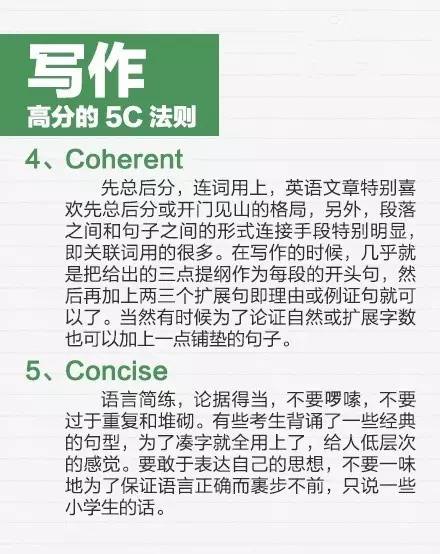 写作
高分的 5C 法则
4、Coherent
先总后分，连词用上，英语文章特别喜
欢先总后分或开门见山的格局，另外，段落
之间和句子之间的形式连接手段特别明显，
即关联词用的很多。在写作的时候，几乎就
是把给出的三点提纲作为每段的开头句，然
后再加上两三个扩展句即理由或例证句就可
以了。当然有时候为了论证自然或扩展字数
也可以加上一点铺垫的句子。
5、Concise
语言简练，论据得当，不要啰嗦，不要
过于重复和堆砌。有些考生背诵了一些经典
的句型，为了凑字就全用上了，给人低层次
的感觉。要敢于表达自己的思想，不要一味
地为了保证语言正确而裹步不前，只说一些
小学生的话。